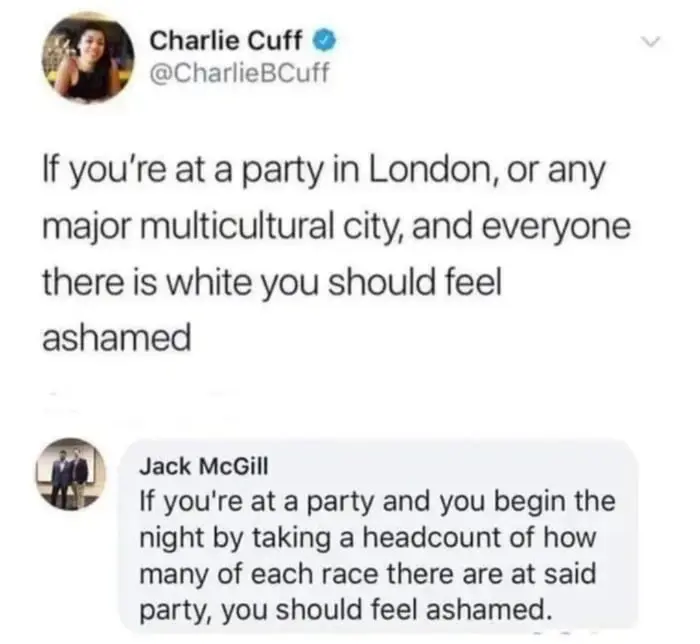 Charlie Cuff
@CharlieBCuff
If you're at a party in London, or any
major multicultural city, and everyone
there is white you should feel
ashamed
Jack McGill
If you're at a party and you begin the
night by taking a headcount of how
many of each race there are at said
party, you should feel ashamed.